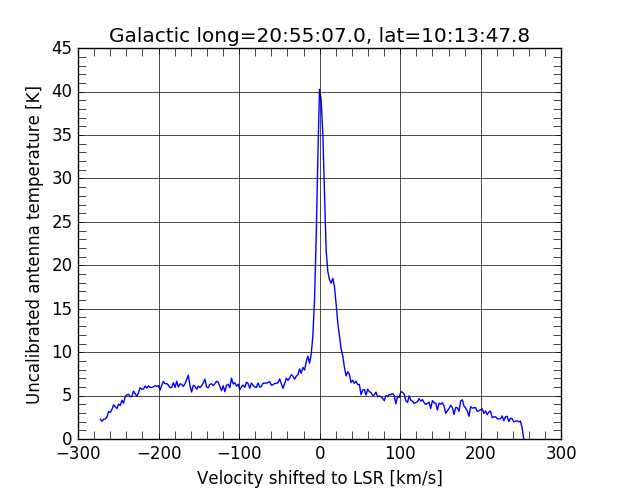 Galactic long=20:55:07.0, lat=10:13:47.8
Uncalibrated antenna temperature [K]
45
40
35
30
25
20
15
10
5
0
−300 −200 −100 0 100 200 300
Velocity shifted to LSR [km/s]